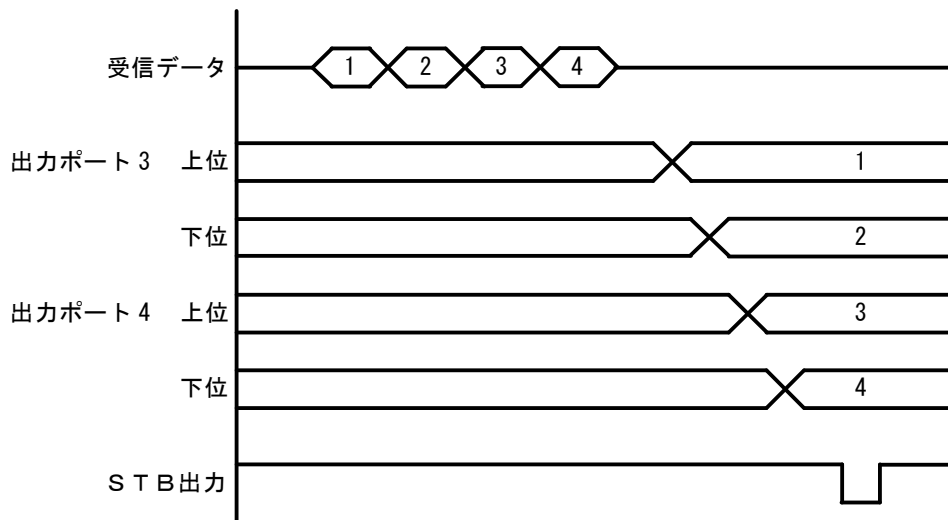 受信データ 1 2 3 4
出力ポート3 上位 1
下位 2
出力ポート4 上位 3
下位 4
ＳＴＢ出力